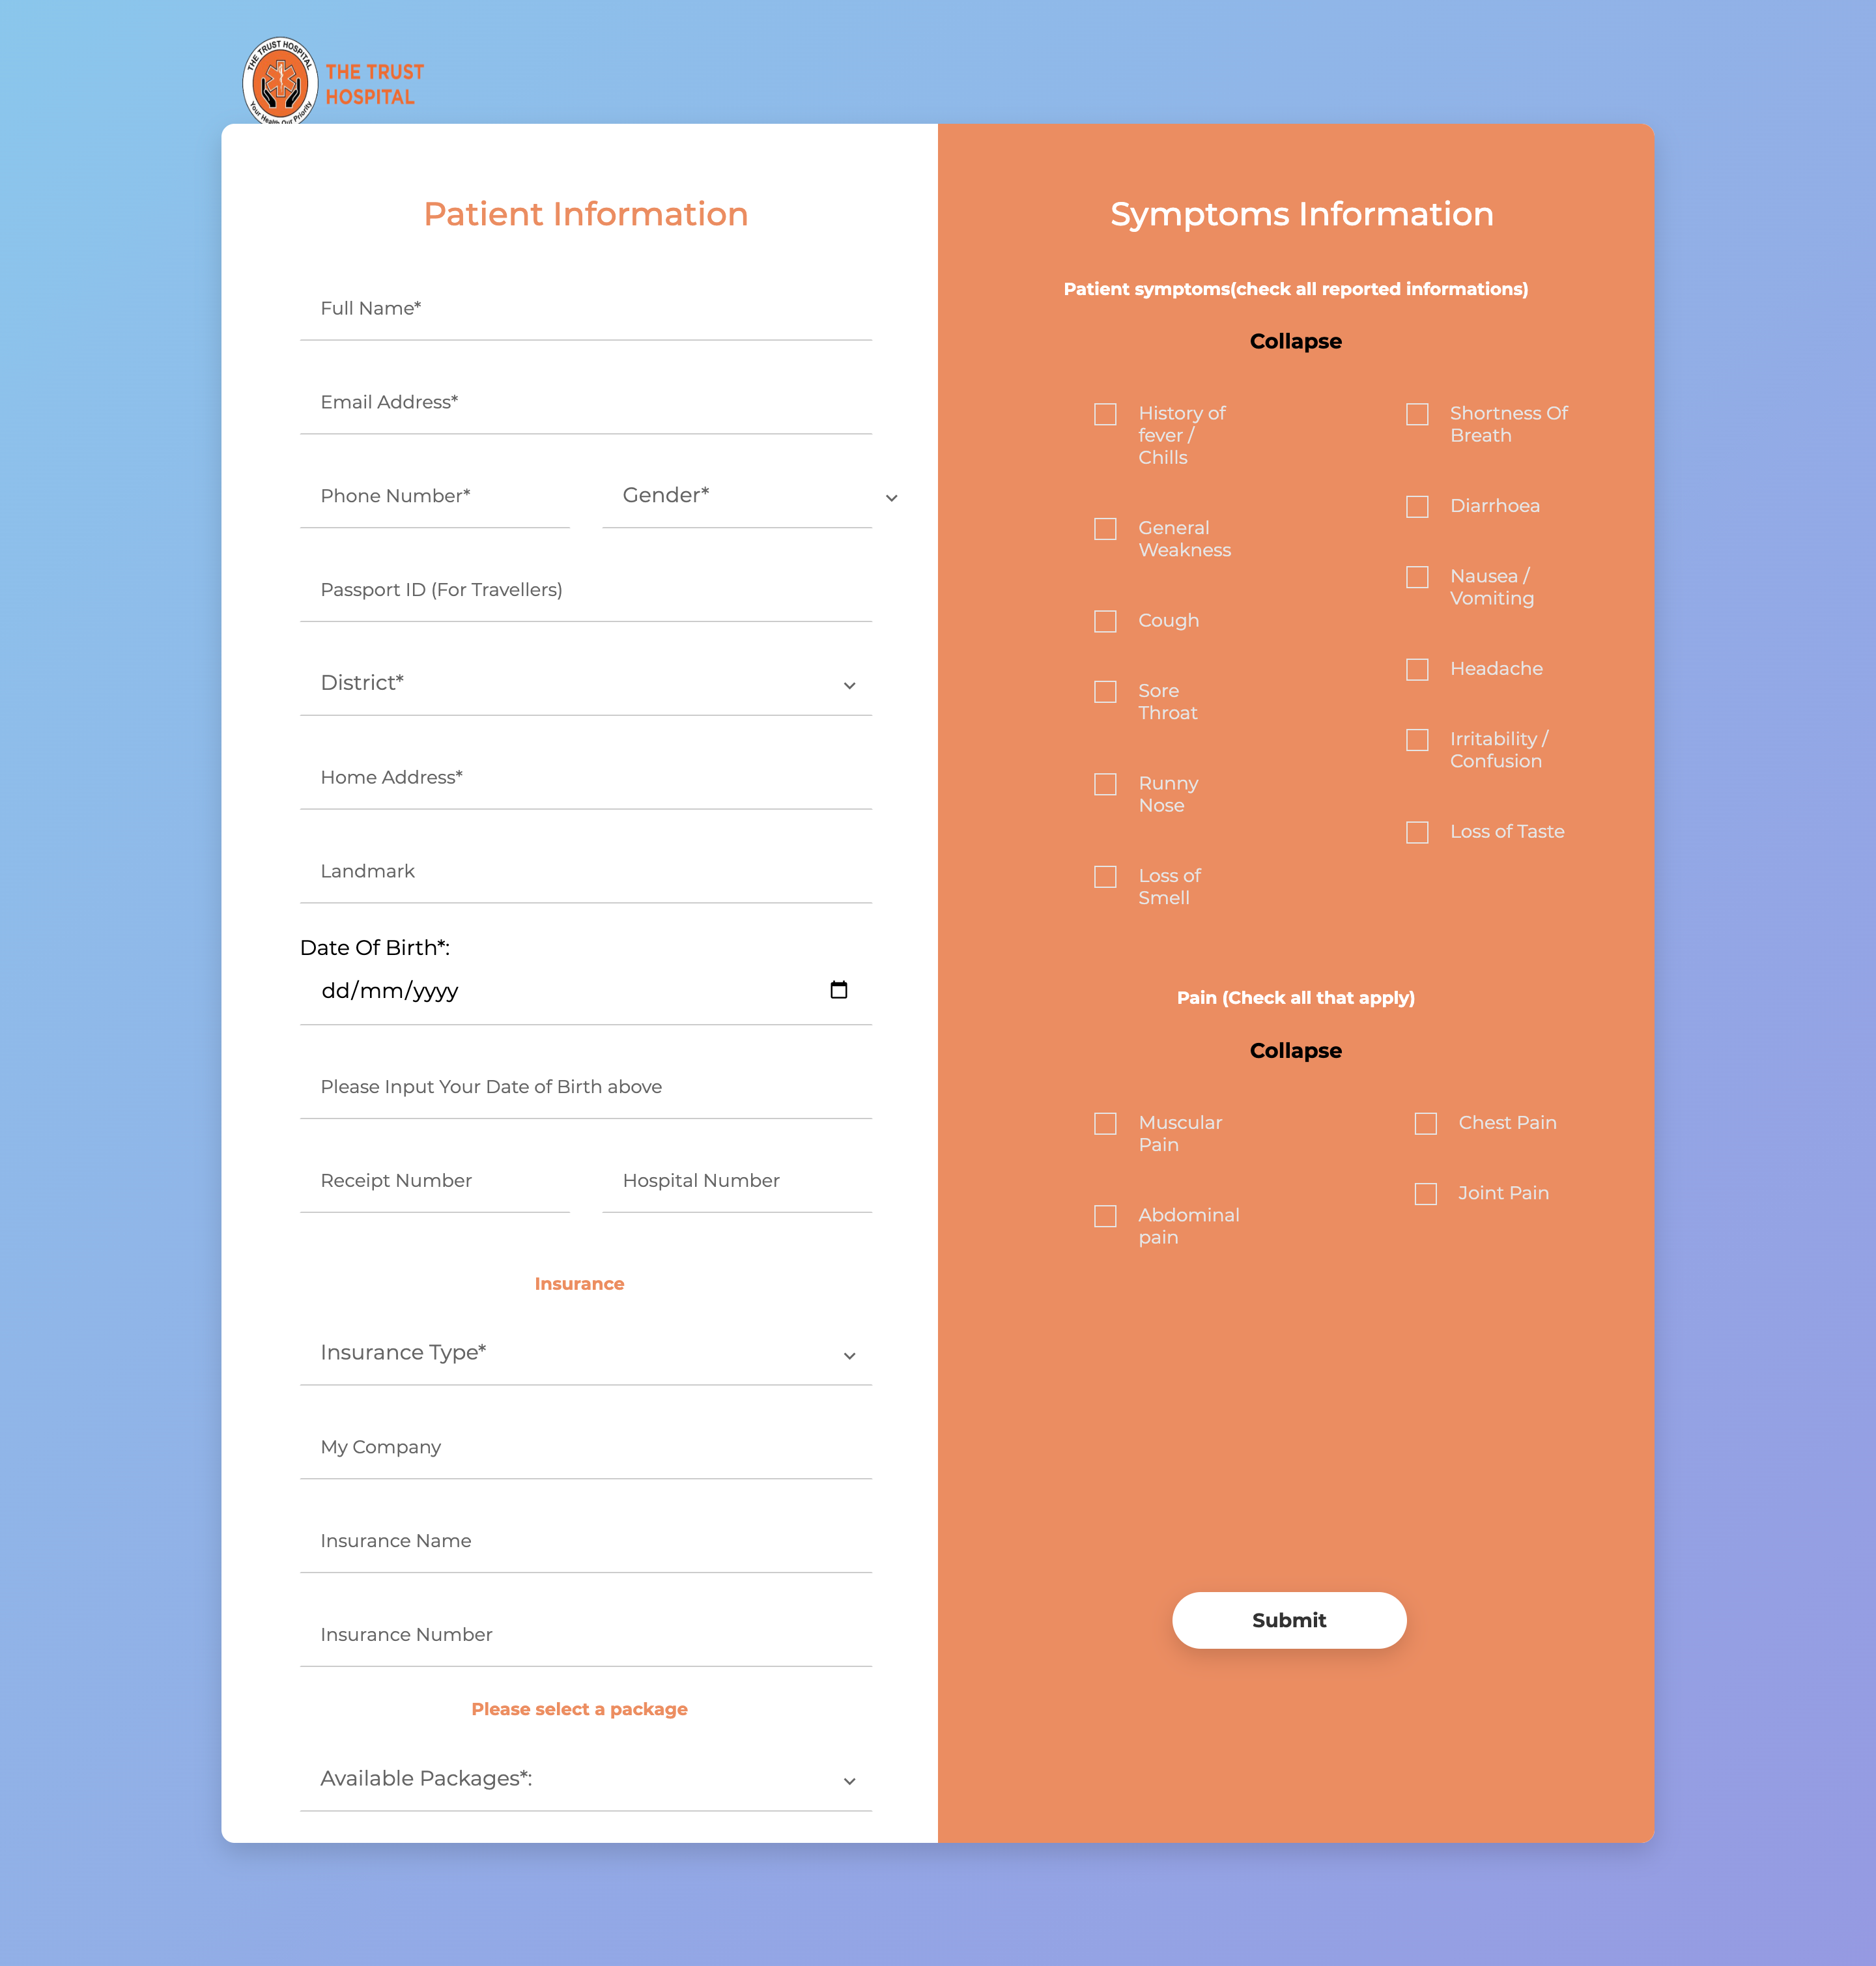 THE TRUST HOSPITAL
Your Health Our Priority
THE TRUST
HOSPITAL
Patient Information
Full Name*
Email Address*
Phone Number*
Gender*
Passport ID (For Travellers)
District*
Home Address*
Landmark
Date Of Birth*:
dd/mm/yyyy
Please Input Your Date of Birth above
Receipt Number
Hospital Number
Insurance
Insurance Type*
My Company
Insurance Name
Insurance Number
Please select a package
Available Packages*:
Symptoms Information
Patient symptoms(check all reported informations)
Collapse
History of
fever /
Chills
General
Weakness
Cough
Sore
Throat
Runny
Nose
Loss of
Smell
Shortness Of
Breath
Diarrhoea
Nausea /
Vomiting
Headache
Irritability /
Confusion
Loss of Taste
Pain (Check all that apply)
Collapse
Muscular
Pain
Abdominal
pain
Chest Pain
Joint Pain
Submit